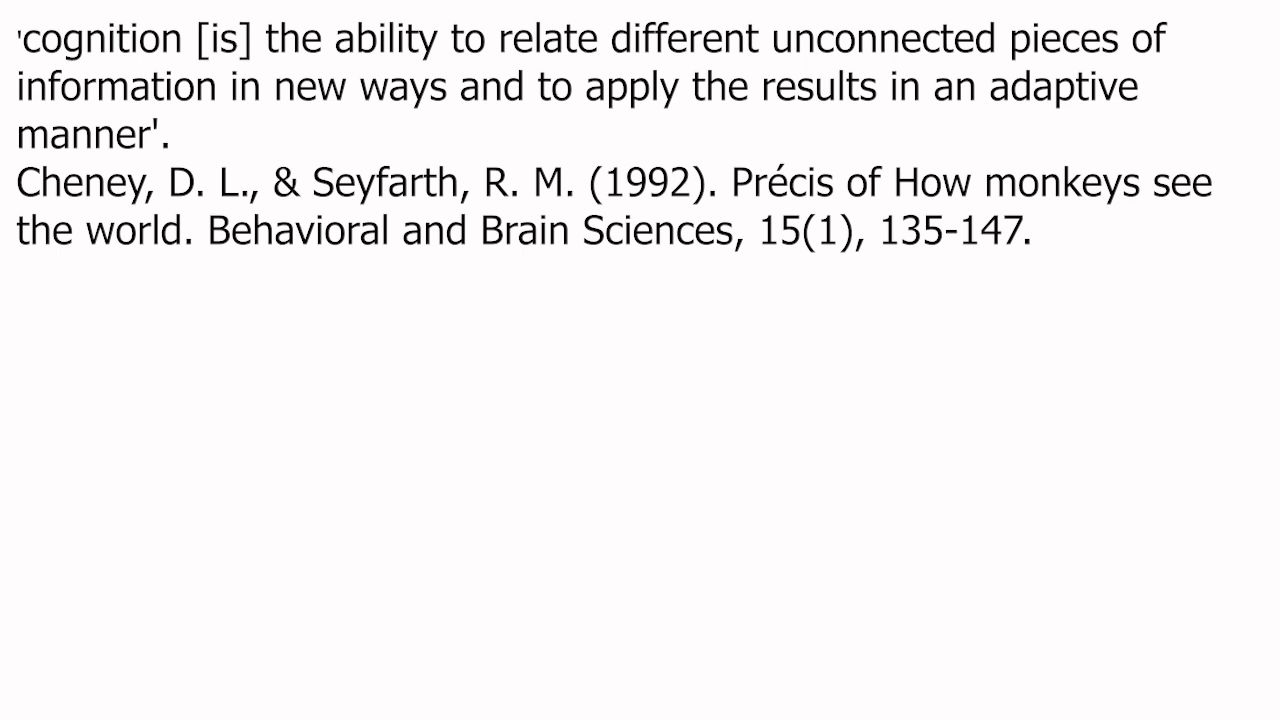 'cognition [is] the ability to relate different unconnected pieces of
information in new ways and to apply the results in an adaptive
manner'.
Cheney, D. L., & Seyfarth, R. M. (1992). Précis of How monkeys see
the world. Behavioral and Brain Sciences, 15(1), 135-147.